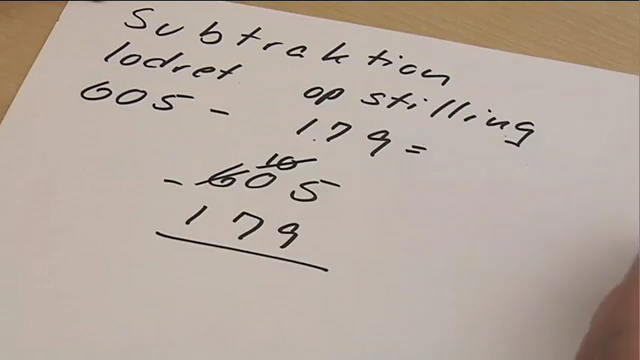 Subtraktion
lodret opstilling
605 - 179 =
10
- 605
179